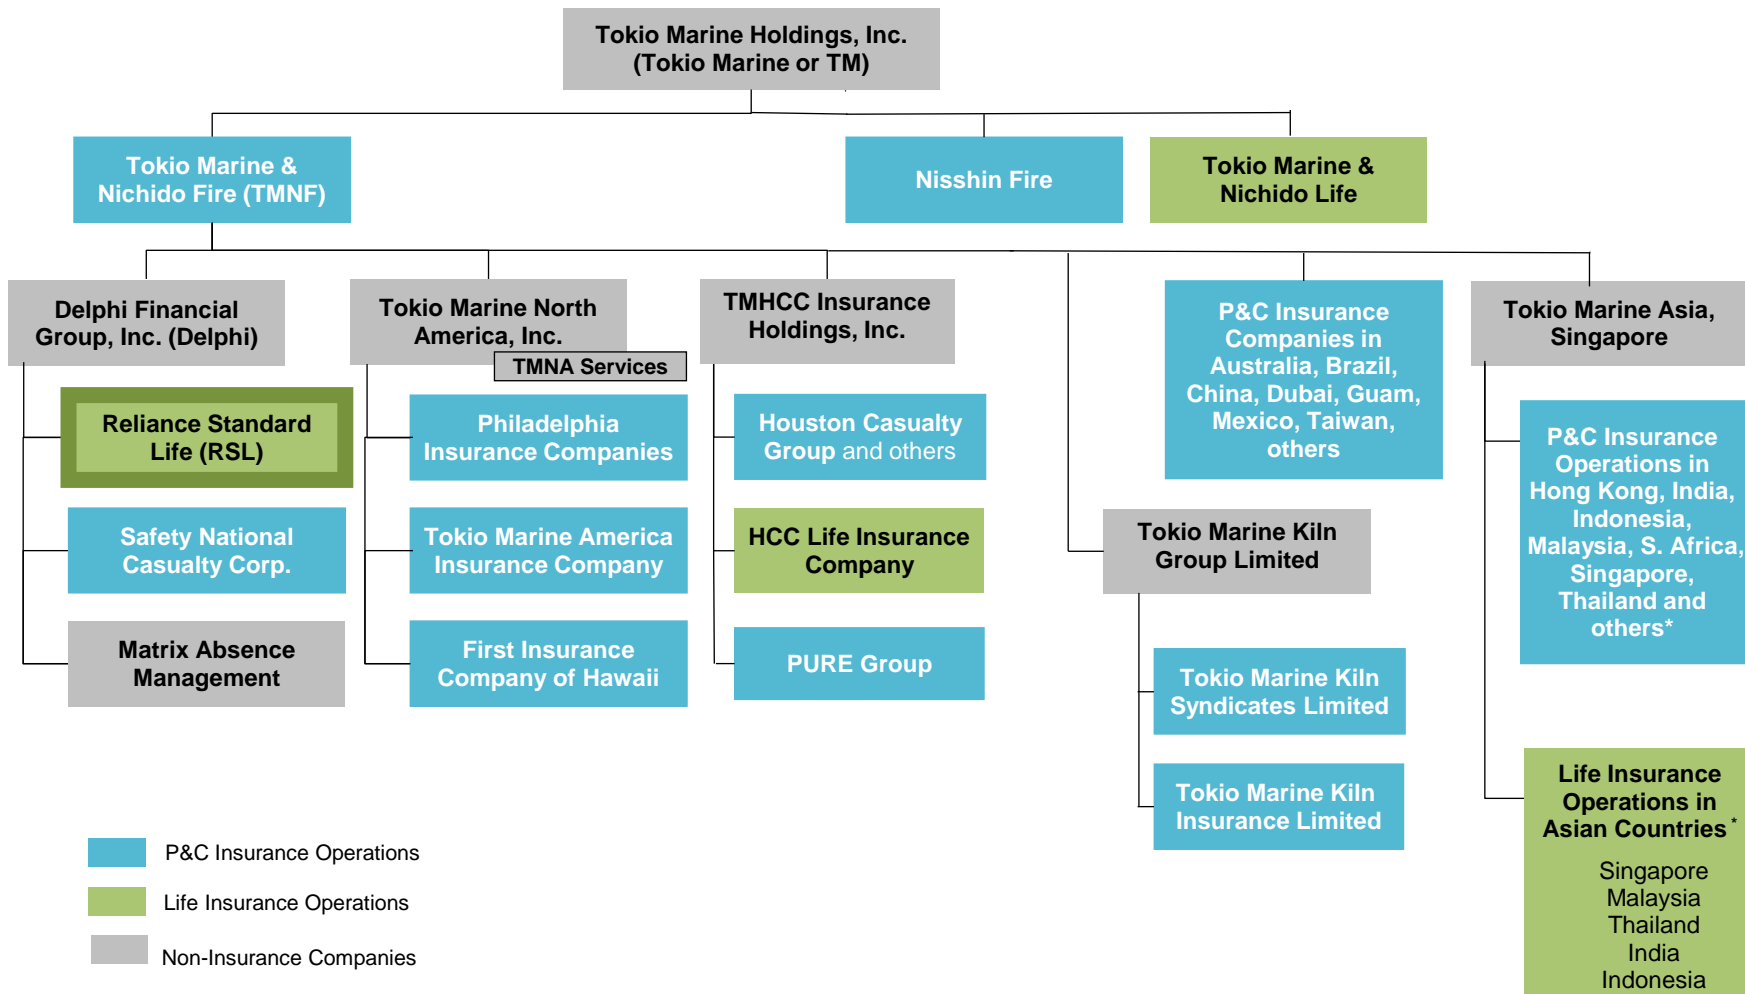 Tokio Marine Holdings, Inc.
(Tokio Marine or TM)
Tokio Marine &
Nichido Fire (TMNF)
Nisshin Fire
Tokio Marine &
Nichido Life
Delphi Financial
Group, Inc. (Delphi)
Reliance Standard
Life (RSL)
Safety National
Casualty Corp.
Matrix Absence
Management
Tokio Marine North
America, Inc.
TMNA Services
Philadelphia
Insurance Companies
Tokio Marine America
Insurance Company
First Insurance
Company of Hawaii
TMHCC Insurance
Holdings, Inc.
Houston Casualty
Group and others
HCC Life Insurance
Company
PURE Group
Tokio Marine Kiln
Group Limited
Tokio Marine Kiln
Syndicates Limited
Tokio Marine Kiln
Insurance Limited
P&C Insurance
Companies in
Australia, Brazil,
China, Dubai, Guam,
Mexico, Taiwan,
others
Tokio Marine Asia,
Singapore
P&C Insurance
Operations in
Hong Kong, India,
Indonesia,
Malaysia, S. Africa,
Singapore,
Thailand and
others*
Life Insurance
Operations in
Asian Countries*
Singapore
Malaysia
Thailand
India
Indonesia
P&C Insurance Operations
Life Insurance Operations
Non-Insurance Companies